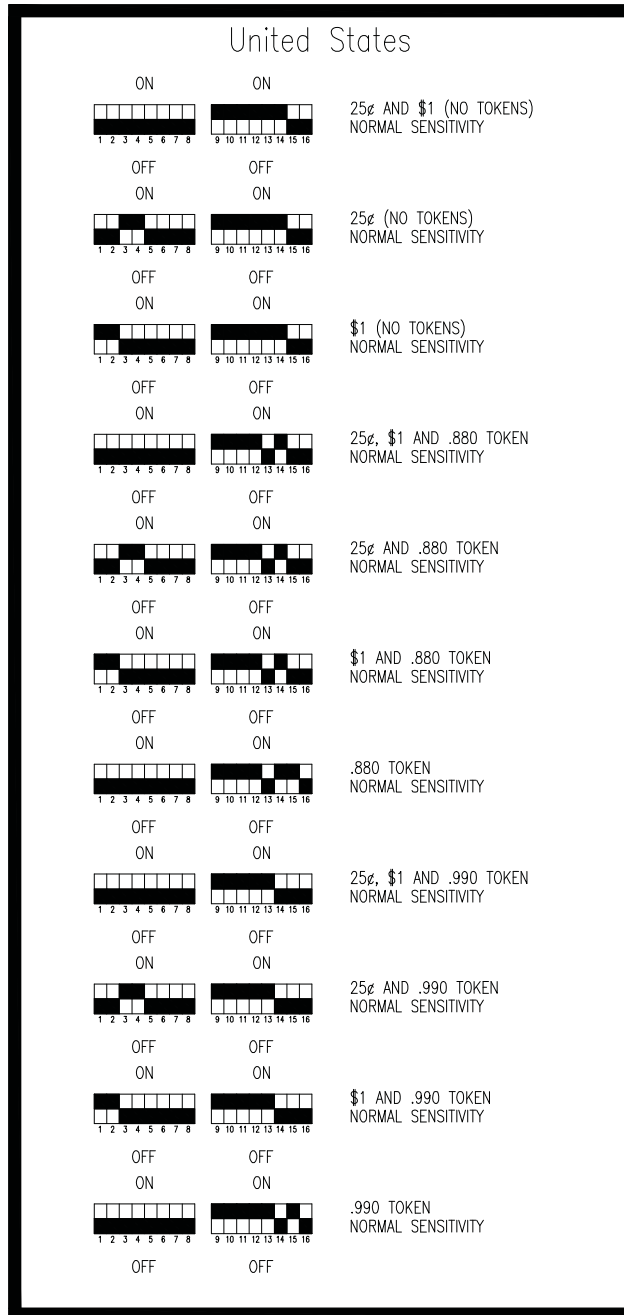 United States
ON ON
25¢ AND $1 (NO TOKENS)
NORMAL SENSITIVITY
1 2 3 4 5 6 7 8 9 10 11 12 13 14 15 16
OFF OFF
ON ON
25¢ (NO TOKENS)
NORMAL SENSITIVITY
1 2 3 4 5 6 7 8 9 10 11 12 13 14 15 16
OFF OFF
ON ON
$1 (NO TOKENS)
NORMAL SENSITIVITY
1 2 3 4 5 6 7 8 9 10 11 12 13 14 15 16
OFF OFF
ON ON
25¢, $1 AND .880 TOKEN
NORMAL SENSITIVITY
1 2 3 4 5 6 7 8 9 10 11 12 13 14 15 16
OFF OFF
ON ON
25¢ AND .880 TOKEN
NORMAL SENSITIVITY
1 2 3 4 5 6 7 8 9 10 11 12 13 14 15 16
OFF OFF
ON ON
$1 AND .880 TOKEN
NORMAL SENSITIVITY
1 2 3 4 5 6 7 8 9 10 11 12 13 14 15 16
OFF OFF
ON ON
.880 TOKEN
NORMAL SENSITIVITY
1 2 3 4 5 6 7 8 9 10 11 12 13 14 15 16
OFF OFF
ON ON
25¢, $1 AND .990 TOKEN
NORMAL SENSITIVITY
1 2 3 4 5 6 7 8 9 10 11 12 13 14 15 16
OFF OFF
ON ON
25¢ AND .990 TOKEN
NORMAL SENSITIVITY
1 2 3 4 5 6 7 8 9 10 11 12 13 14 15 16
OFF OFF
ON ON
$1 AND .990 TOKEN
NORMAL SENSITIVITY
1 2 3 4 5 6 7 8 9 10 11 12 13 14 15 16
OFF OFF
ON ON
.990 TOKEN
NORMAL SENSITIVITY
1 2 3 4 5 6 7 8 9 10 11 12 13 14 15 16
OFF OFF